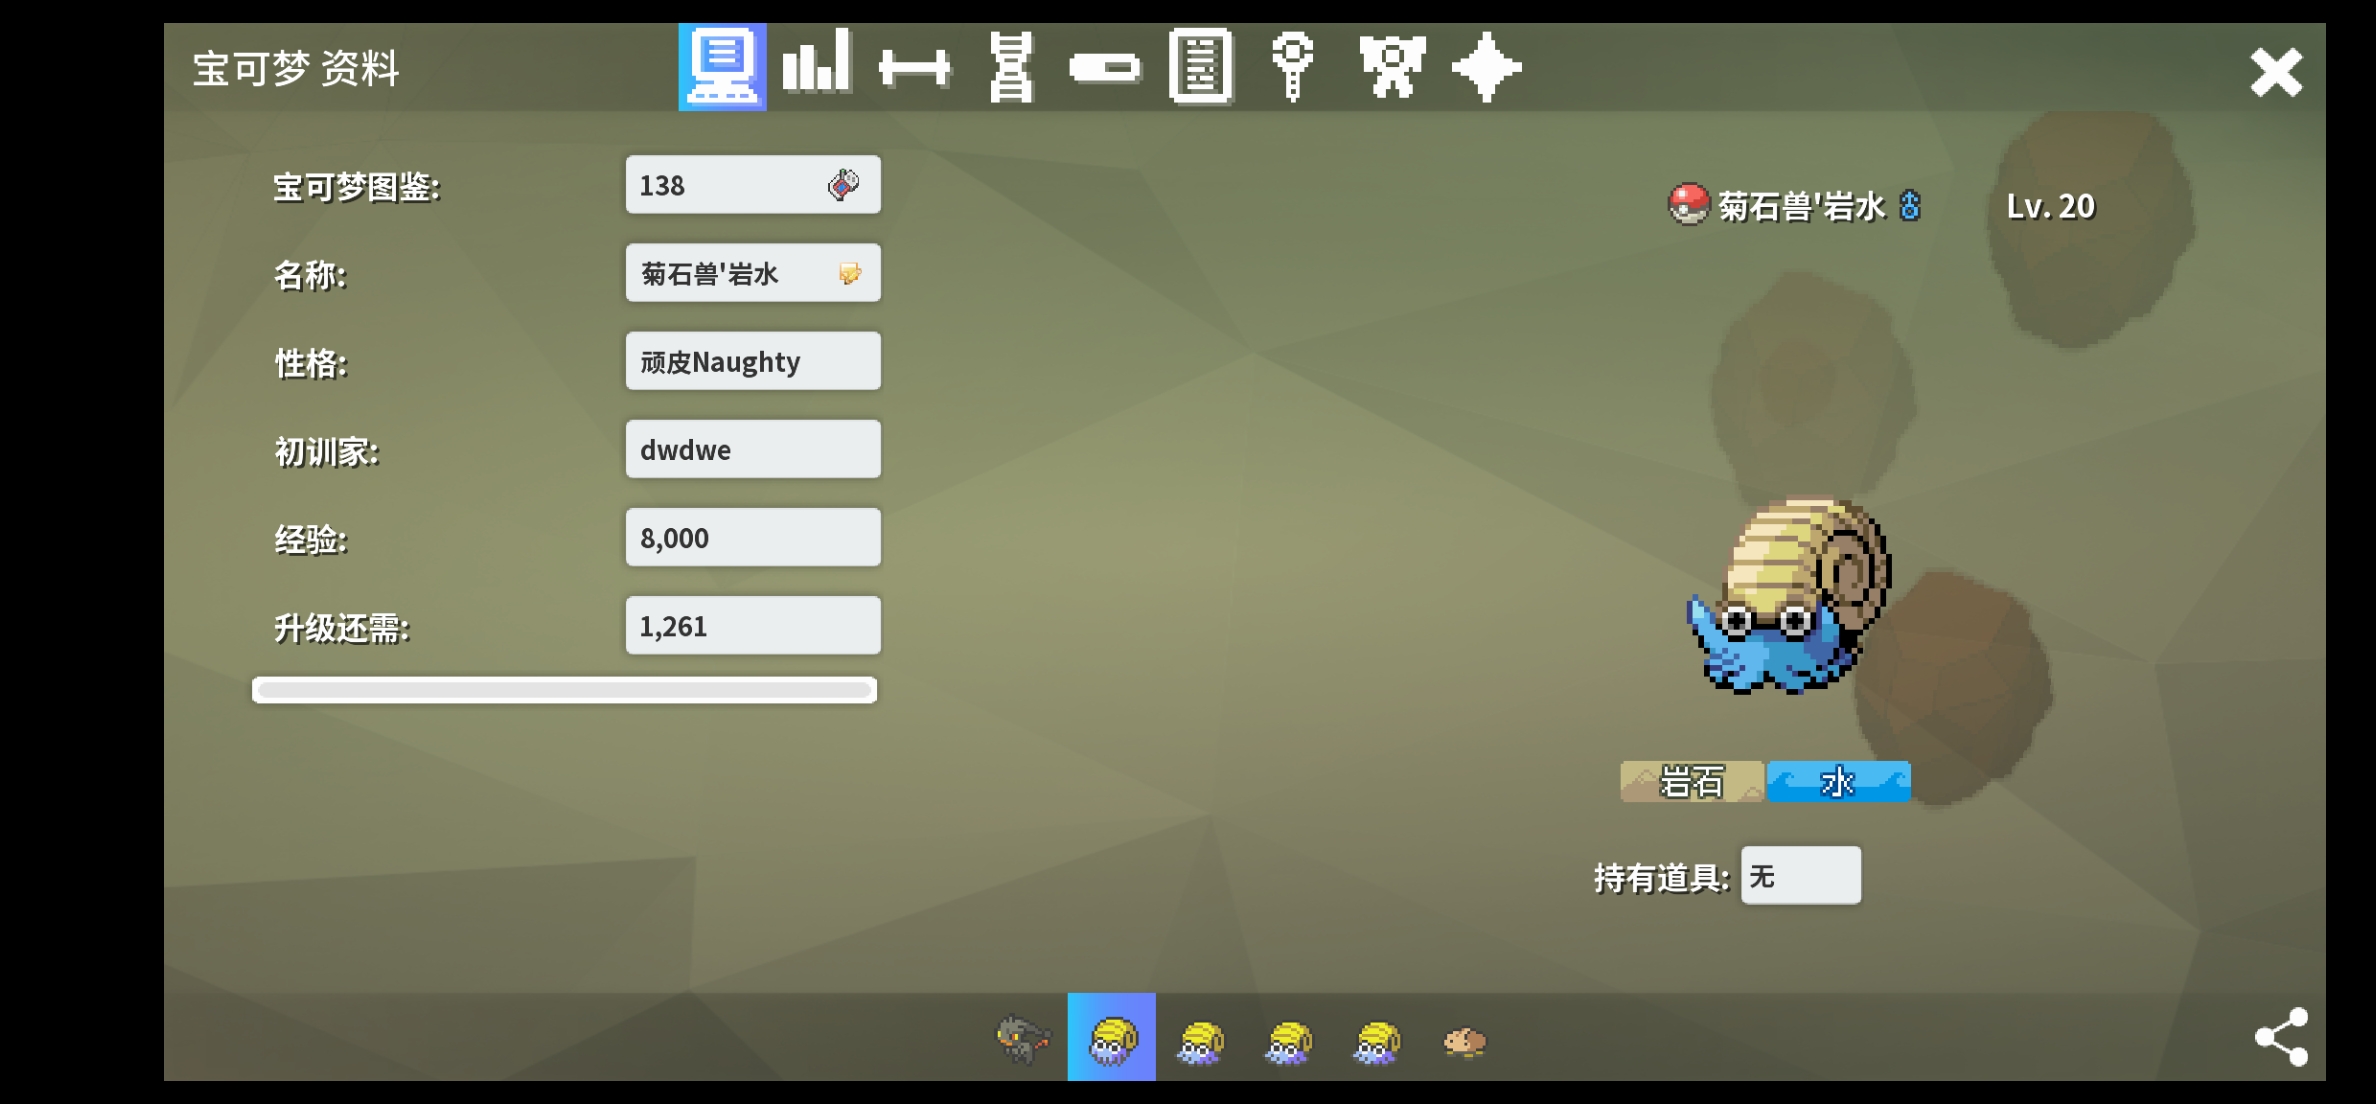 宝可梦 资料
宝可梦图鉴: 138
名称: 菊石兽'岩水
性格: 顽皮Naughty
初训家: dwdwe
经验: 8,000
升级还需: 1,261
菊石兽'岩水 Lv. 20
岩石 水
持有道具: 无